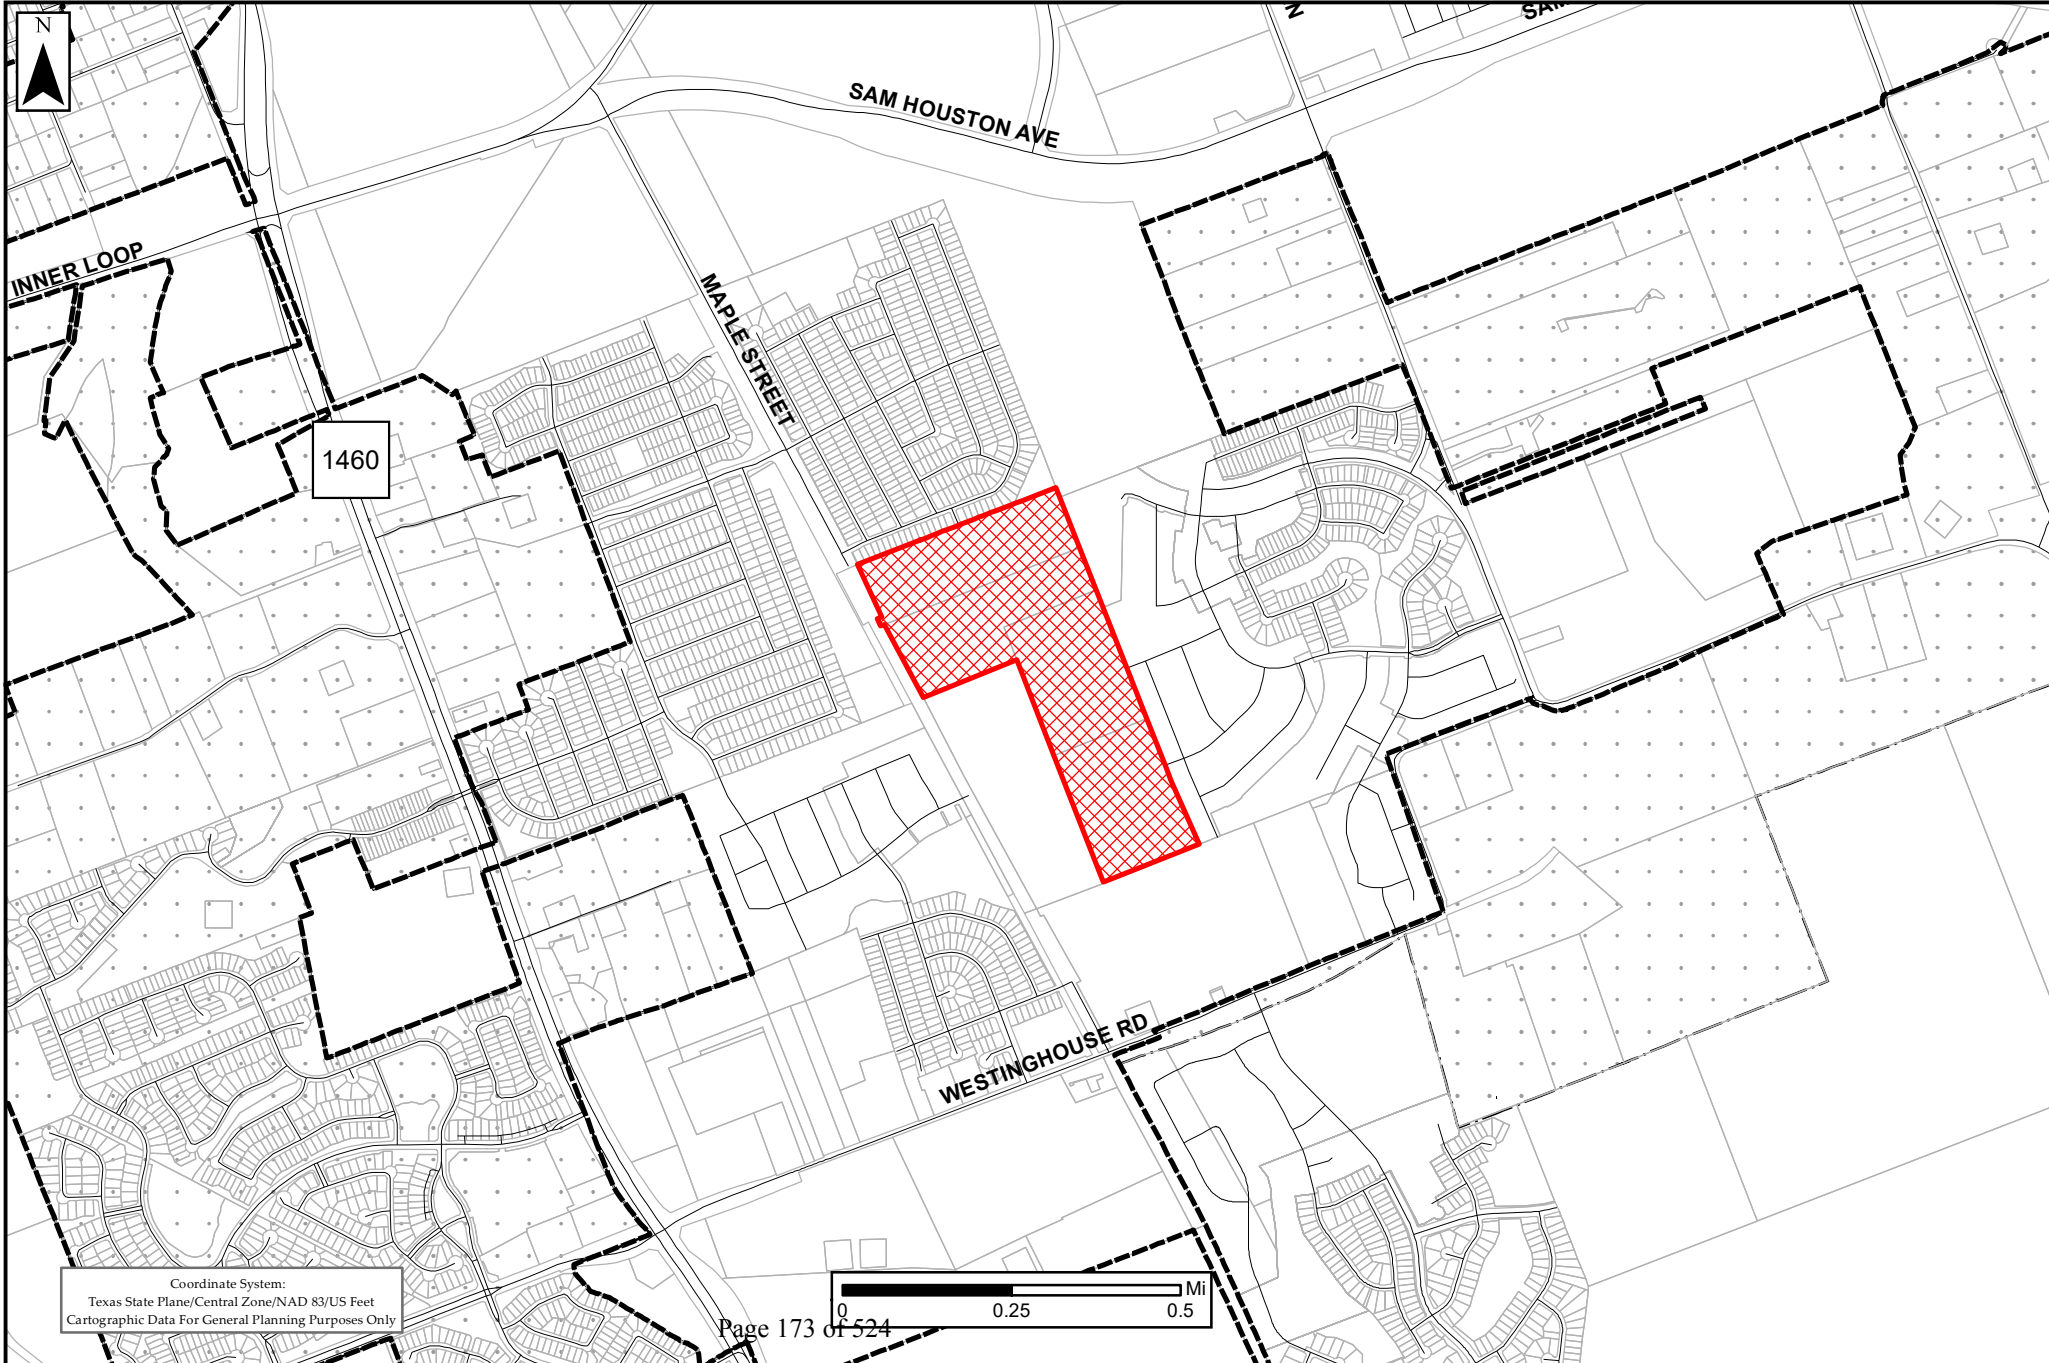 N
SAM HOUSTON AVE
INNER LOOP
MAPLE STREET
1460
WESTINGHOUSE RD
Coordinate System:
Texas State Plane/Central Zone/NAD 83/US Feet
Cartographic Data For General Planning Purposes Only
Mi
0
0.25
0.5
Page 173 of 524